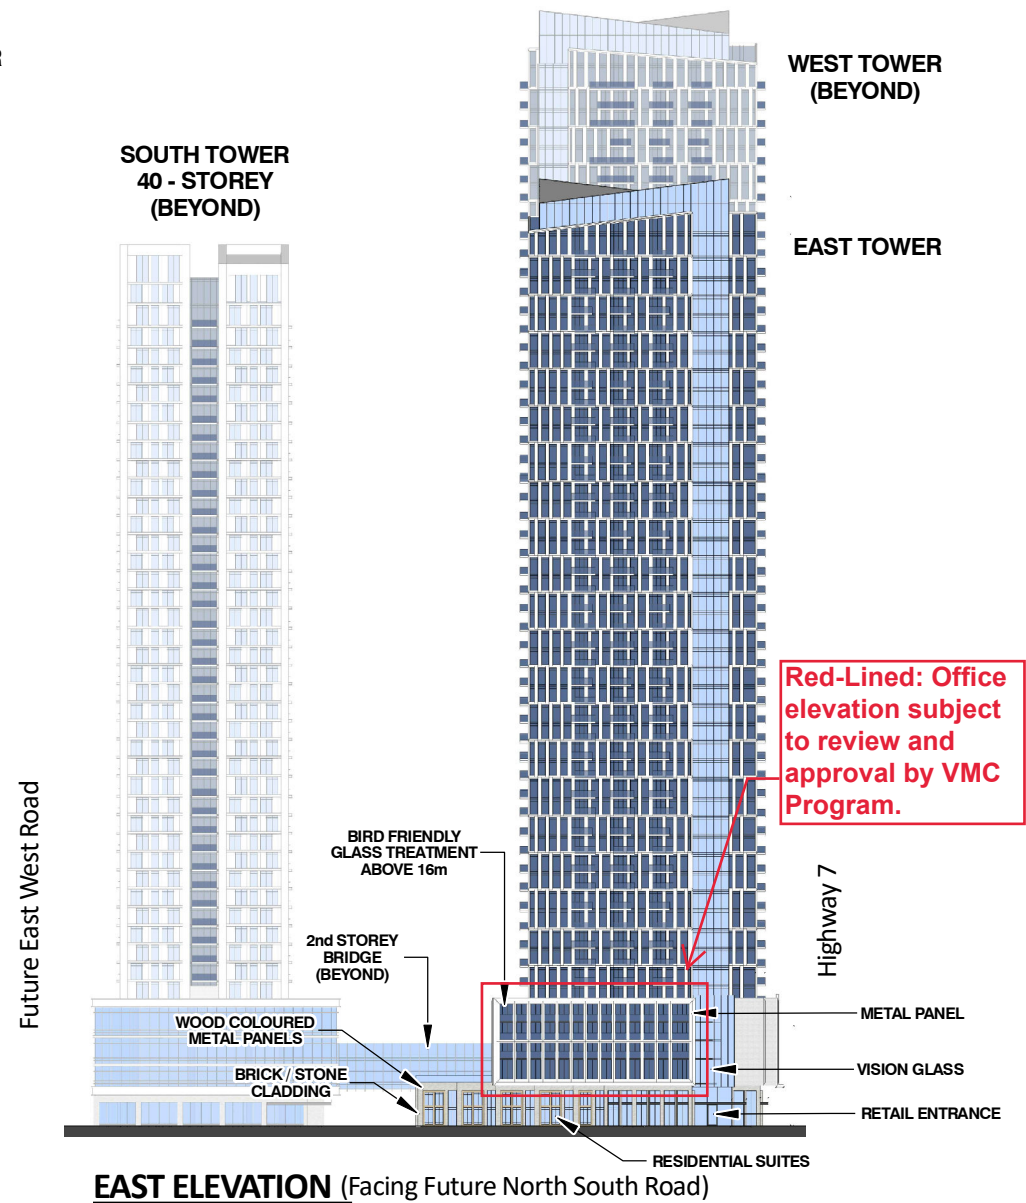 WEST TOWER
(BEYOND)
SOUTH TOWER
40 - STOREY
(BEYOND)
EAST TOWER
Red-Lined: Office
elevation subject
to review and
approval by VMC
Program.
Future East West Road
BIRD FRIENDLY
GLASS TREATMENT
ABOVE 16m
Highway 7
2nd STOREY
BRIDGE
(BEYOND)
WOOD COLOURED
METAL PANELS
BRICK / STONE
CLADDING
METAL PANEL
VISION GLASS
RETAIL ENTRANCE
RESIDENTIAL SUITES
EAST ELEVATION (Facing Future North South Road)